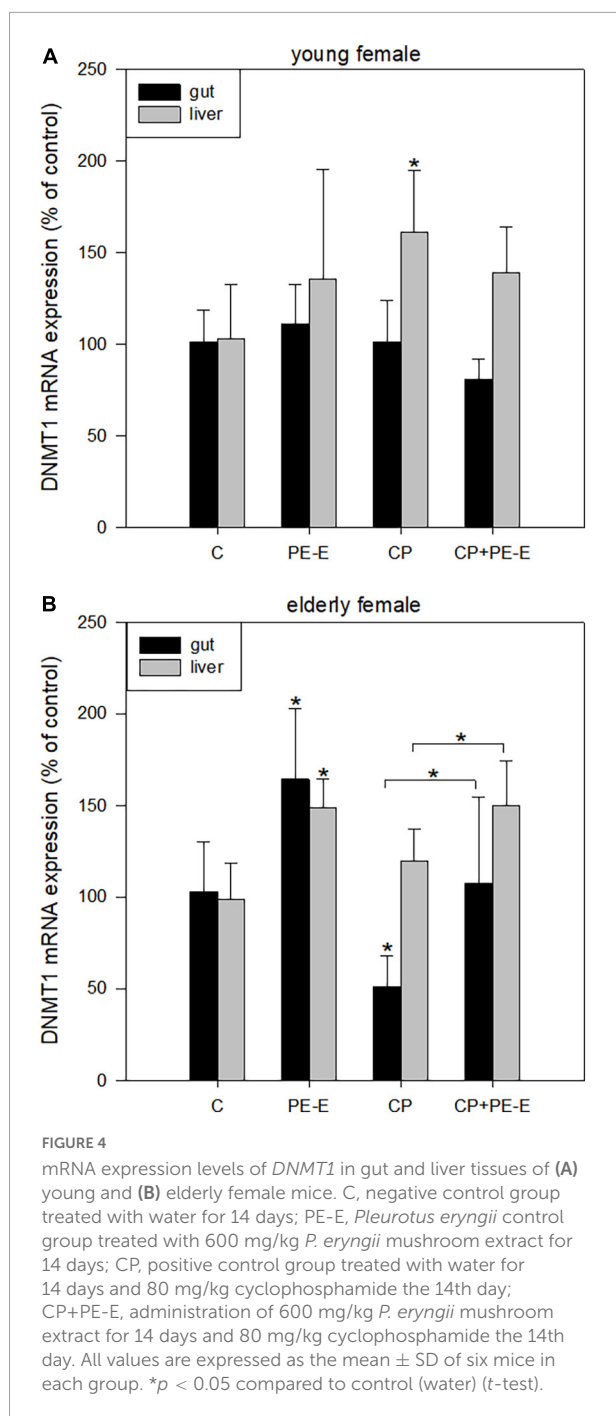 A
young female
250
200
150
100
50
0
DNMT1 mRNA expression (% of control)
gut
liver
*
C PE-E CP CP+PE-E
B
elderly female
250
200
150
100
50
0
DNMT1 mRNA expression (% of control)
gut
liver
*
*
*
*
*
C PE-E CP CP+PE-E
FIGURE 4
mRNA expression levels of DNMT1 in gut and liver tissues of (A)
young and (B) elderly female mice. C, negative control group
treated with water for 14 days; PE-E, Pleurotus eryngii control
group treated with 600 mg/kg P. eryngii mushroom extract for
14 days; CP, positive control group treated with water for
14 days and 80 mg/kg cyclophosphamide the 14th day;
CP+PE-E, administration of 600 mg/kg P. eryngii mushroom
extract for 14 days and 80 mg/kg cyclophosphamide the 14th
day. All values are expressed as the mean ± SD of six mice in
each group. *p < 0.05 compared to control (water) (t-test).